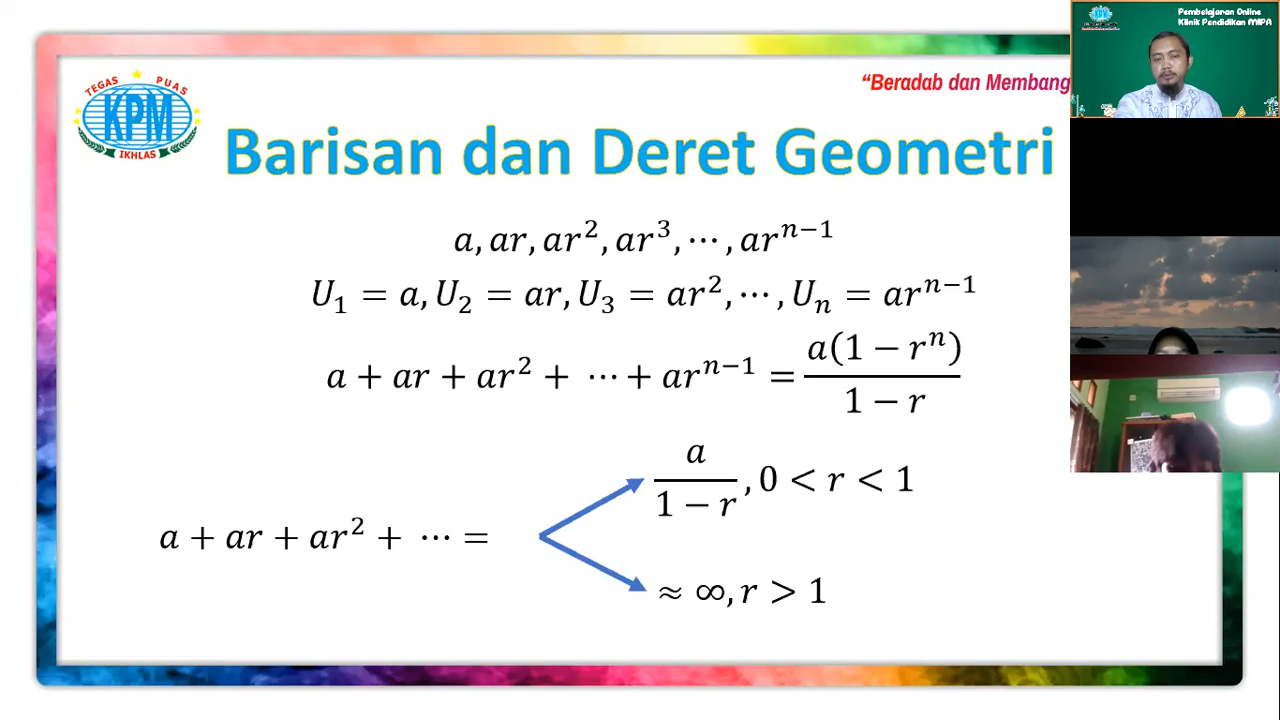 Pembelajaran Online
Klinik Pendidikan MIPA
"Beradab dan Membang
TEGAS PUAS
KPM
IKHLAS
Barisan dan Deret Geometri
a, ar, ar², ar³, ⋯, arⁿ⁻¹
U₁ = a, U₂ = ar, U₃ = ar², ⋯, Uₙ = arⁿ⁻¹
a + ar + ar² + ⋯ + arⁿ⁻¹ = a(1 − rⁿ) / 1 − r
a / 1 − r, 0 < r < 1
a + ar + ar² + ⋯ =
≈ ∞, r > 1